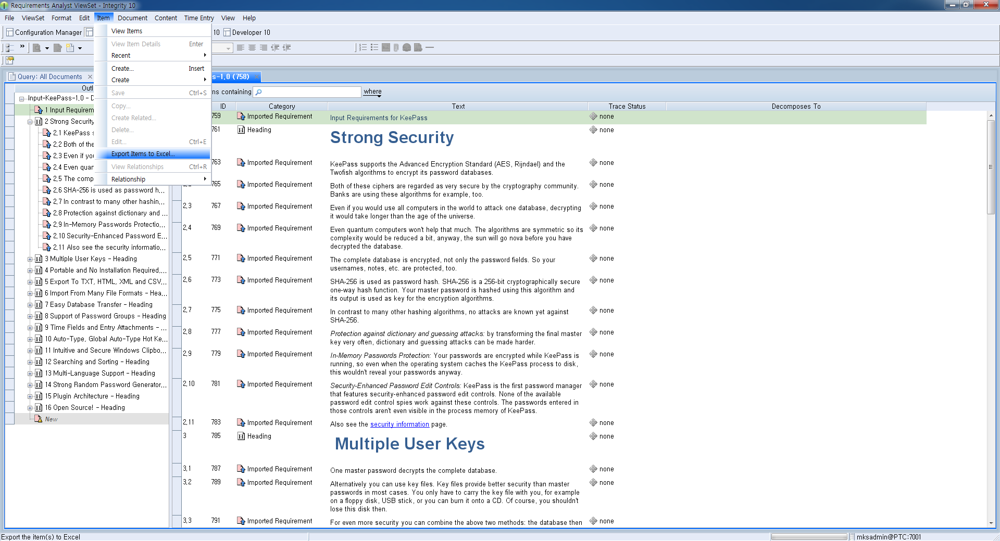 Requirements Analyst ViewSet - Integrity 10
File ViewSet Format Edit Item Document Content Time Entry View Help
Configuration Manager
10 Developer 10
View Items
View Item Details Enter
Recent
Create... Insert
Create
Save Ctrl+S
Copy...
Create Related...
Delete...
Edit... Ctrl+E
Export Items to Excel...
View Relationships Ctrl+R
Relationship
Query: All Documents
s-1.0 (758)
Outl
Input-KeePass-1.0 - D
1 Input Requirem
2 Strong Security
2.1 KeePass s
2.2 Both of the
2.3 Even if you
2.4 Even quan
2.5 The comp
2.6 SHA-256 is used as password h...
2.7 In contrast to many other hashin...
2.8 Protection against dictionary and ...
2.9 In-Memory Passwords Protectio...
2.10 Security-Enhanced Password E...
2.11 Also see the security informatio...
3 Multiple User Keys - Heading
4 Portable and No Installation Required,...
5 Export To TXT, HTML, XML and CSV...
6 Import From Many File Formats - Hea...
7 Easy Database Transfer - Heading
8 Support of Password Groups - Heading
9 Time Fields and Entry Attachments - ...
10 Auto-Type, Global Auto-Type Hot Ke...
11 Intuitive and Secure Windows Clipbo...
12 Searching and Sorting - Heading
13 Multi-Language Support - Heading
14 Strong Random Password Generator...
15 Plugin Architecture - Heading
16 Open Source! - Heading
New
ms containing where
ID Category Text Trace Status Decomposes To
759 Imported Requirement Input Requirements for KeePass none
761 Heading Strong Security none
763 Imported Requirement KeePass supports the Advanced Encryption Standard (AES, Rijndael) and the none
Twofish algorithms to encrypt its password databases.
765 Imported Requirement Both of these ciphers are regarded as very secure by the cryptography community. none
Banks are using these algorithms for example, too.
2.3 767 Imported Requirement Even if you would use all computers in the world to attack one database, decrypting none
it would take longer than the age of the universe.
2.4 769 Imported Requirement Even quantum computers won't help that much. The algorithms are symmetric so its none
complexity would be reduced a bit, anyway, the sun will go nova before you have
decrypted the database.
2.5 771 Imported Requirement The complete database is encrypted, not only the password fields. So your none
usernames, notes, etc. are protected, too.
2.6 773 Imported Requirement SHA-256 is used as password hash. SHA-256 is a 256-bit cryptographically secure none
one-way hash function. Your master password is hashed using this algorithm and
its output is used as key for the encryption algorithms.
2.7 775 Imported Requirement In contrast to many other hashing algorithms, no attacks are known yet against none
SHA-256.
2.8 777 Imported Requirement Protection against dictionary and guessing attacks: by transforming the final master none
key very often, dictionary and guessing attacks can be made harder.
2.9 779 Imported Requirement In-Memory Passwords Protection: Your passwords are encrypted while KeePass is none
running, so even when the operating system caches the KeePass process to disk,
this wouldn't reveal your passwords anyway.
2.10 781 Imported Requirement Security-Enhanced Password Edit Controls: KeePass is the first password manager none
that features security-enhanced password edit controls. None of the available
password edit control spies work against these controls. The passwords entered in
those controls aren't even visible in the process memory of KeePass.
2.11 783 Imported Requirement Also see the security information page. none
3 785 Heading Multiple User Keys none
3.1 787 Imported Requirement One master password decrypts the complete database. none
3.2 789 Imported Requirement Alternatively you can use key files. Key files provide better security than master none
passwords in most cases. You only have to carry the key file with you, for example
on a floppy disk, USB stick, or you can burn it onto a CD. Of course, you shouldn't
lose this disk then.
3.3 791 Imported Requirement For even more security you can combine the above two methods: the database then none
Export the item(s) to Excel
mksadmin@PTC:7001